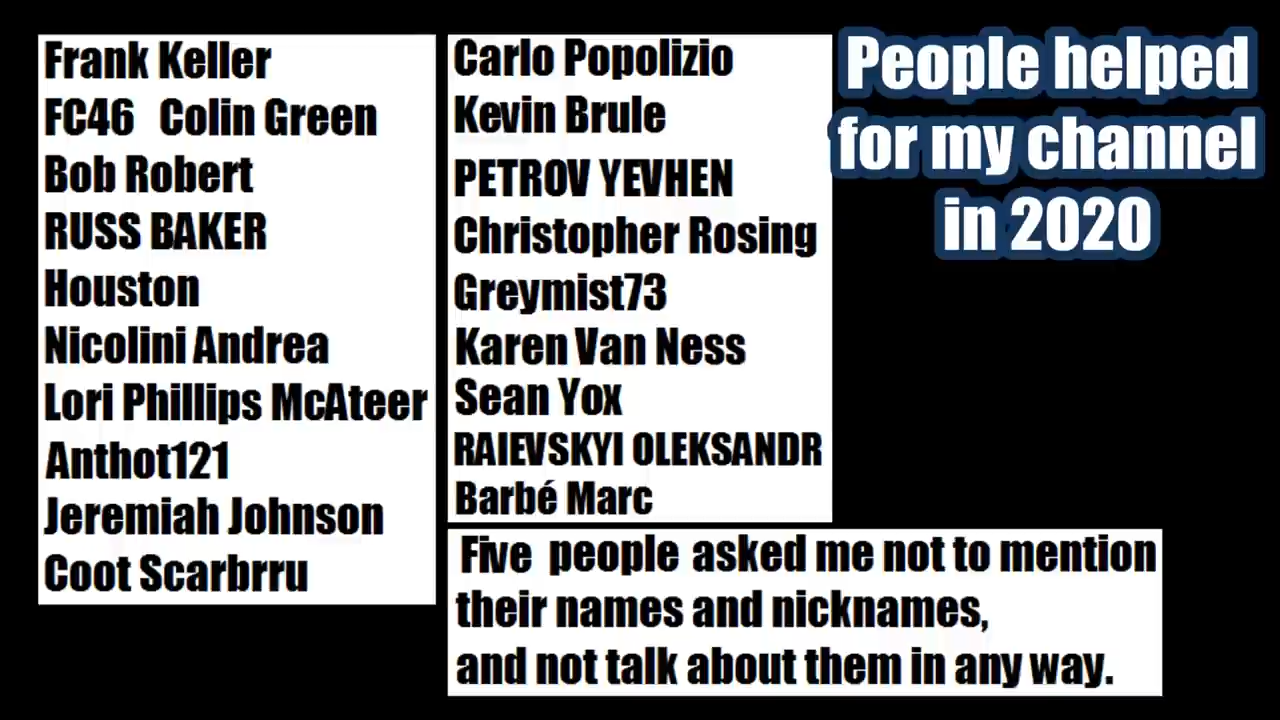 Frank Keller
FC46 Colin Green
Bob Robert
RUSS BAKER
Houston
Nicolini Andrea
Lori Phillips McAteer
Anthot121
Jeremiah Johnson
Coot Scarbrru
Carlo Popolizio
Kevin Brule
PETROV YEVHEN
Christopher Rosing
Greymist73
Karen Van Ness
Sean Yox
RAIEVSKYI OLEKSANDR
Barbé Marc
Five people asked me not to mention
their names and nicknames,
and not talk about them in any way.
People helped
for my channel
in 2020